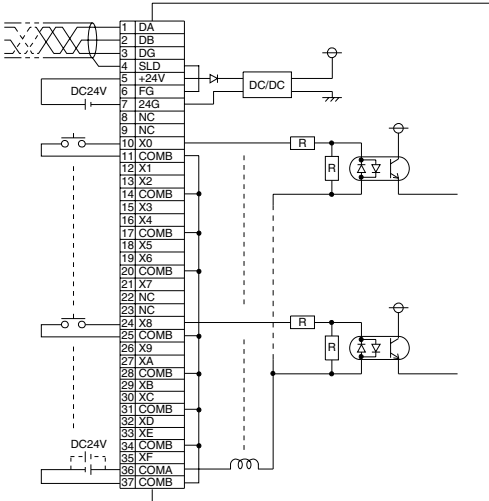 1 DA
2 DB
3 DG
4 SLD
5 +24V
6 FG
7 24G
8 NC
9 NC
10 X0
11 COMB
12 X1
13 X2
14 COMB
15 X3
16 X4
17 COMB
18 X5
19 X6
20 COMB
21 X7
22 NC
23 NC
24 X8
25 COMB
26 X9
27 XA
28 COMB
29 XB
30 XC
31 COMB
32 XD
33 XE
34 COMB
35 XF
36 COMA
37 COMB
DC24V
DC24V
DC/DC
R
R
R
R